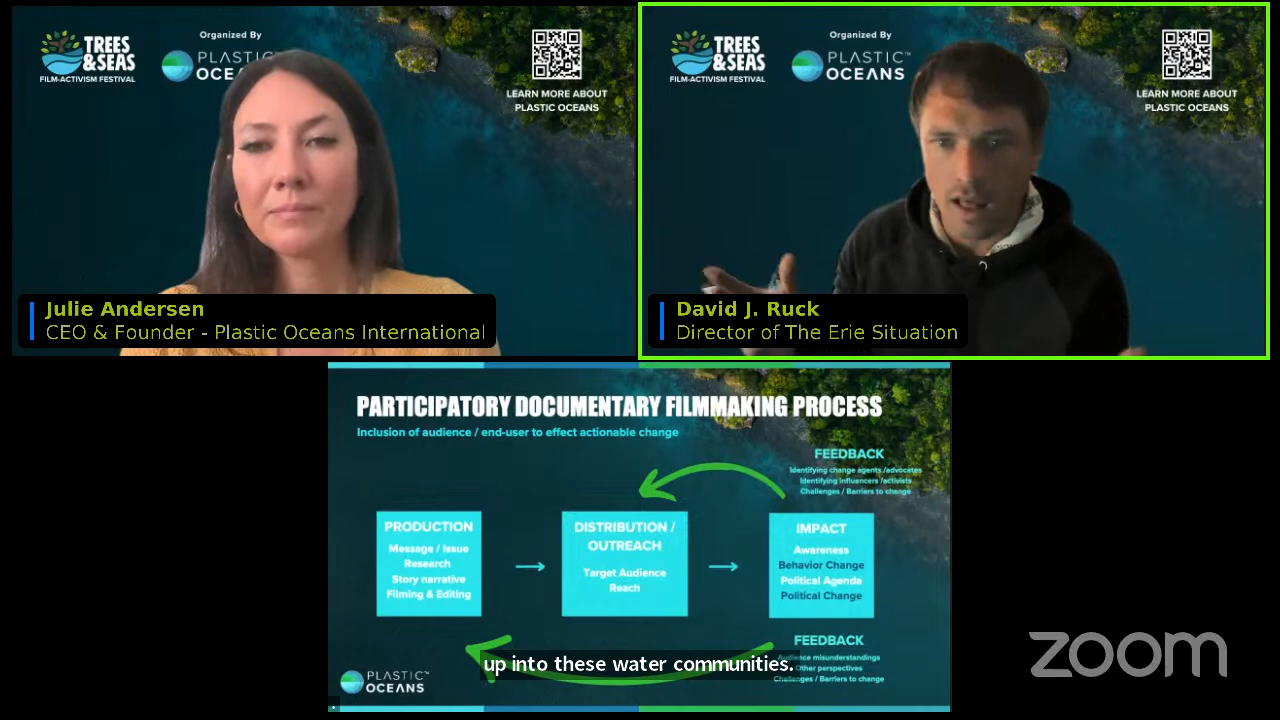 TREES
&SEAS
FILM-ACTIVISM FESTIVAL
Organized By
PLASTIC
OCEANS
LEARN MORE ABOUT
PLASTIC OCEANS
Julie Andersen
CEO & Founder - Plastic Oceans International
TREES
&SEAS
FILM-ACTIVISM FESTIVAL
Organized By
PLASTIC™
OCEANS
LEARN MORE ABOUT
PLASTIC OCEANS
David J. Ruck
Director of The Erie Situation
PARTICIPATORY DOCUMENTARY FILMMAKING PROCESS
Inclusion of audience / end-user to effect actionable change
FEEDBACK
Identifying change agents /advocates
Identifying influencers /activists
Challenges / Barriers to change
PRODUCTION
Message / Issue
Research
Story narrative
Filming & Editing
DISTRIBUTION /
OUTREACH
Target Audience
Reach
IMPACT
Awareness
Behavior Change
Political Agenda
Political Change
FEEDBACK
Audience misunderstandings
Other perspectives
Challenges / Barriers to change
up into these water communities.
PLASTIC™
OCEANS
zoom